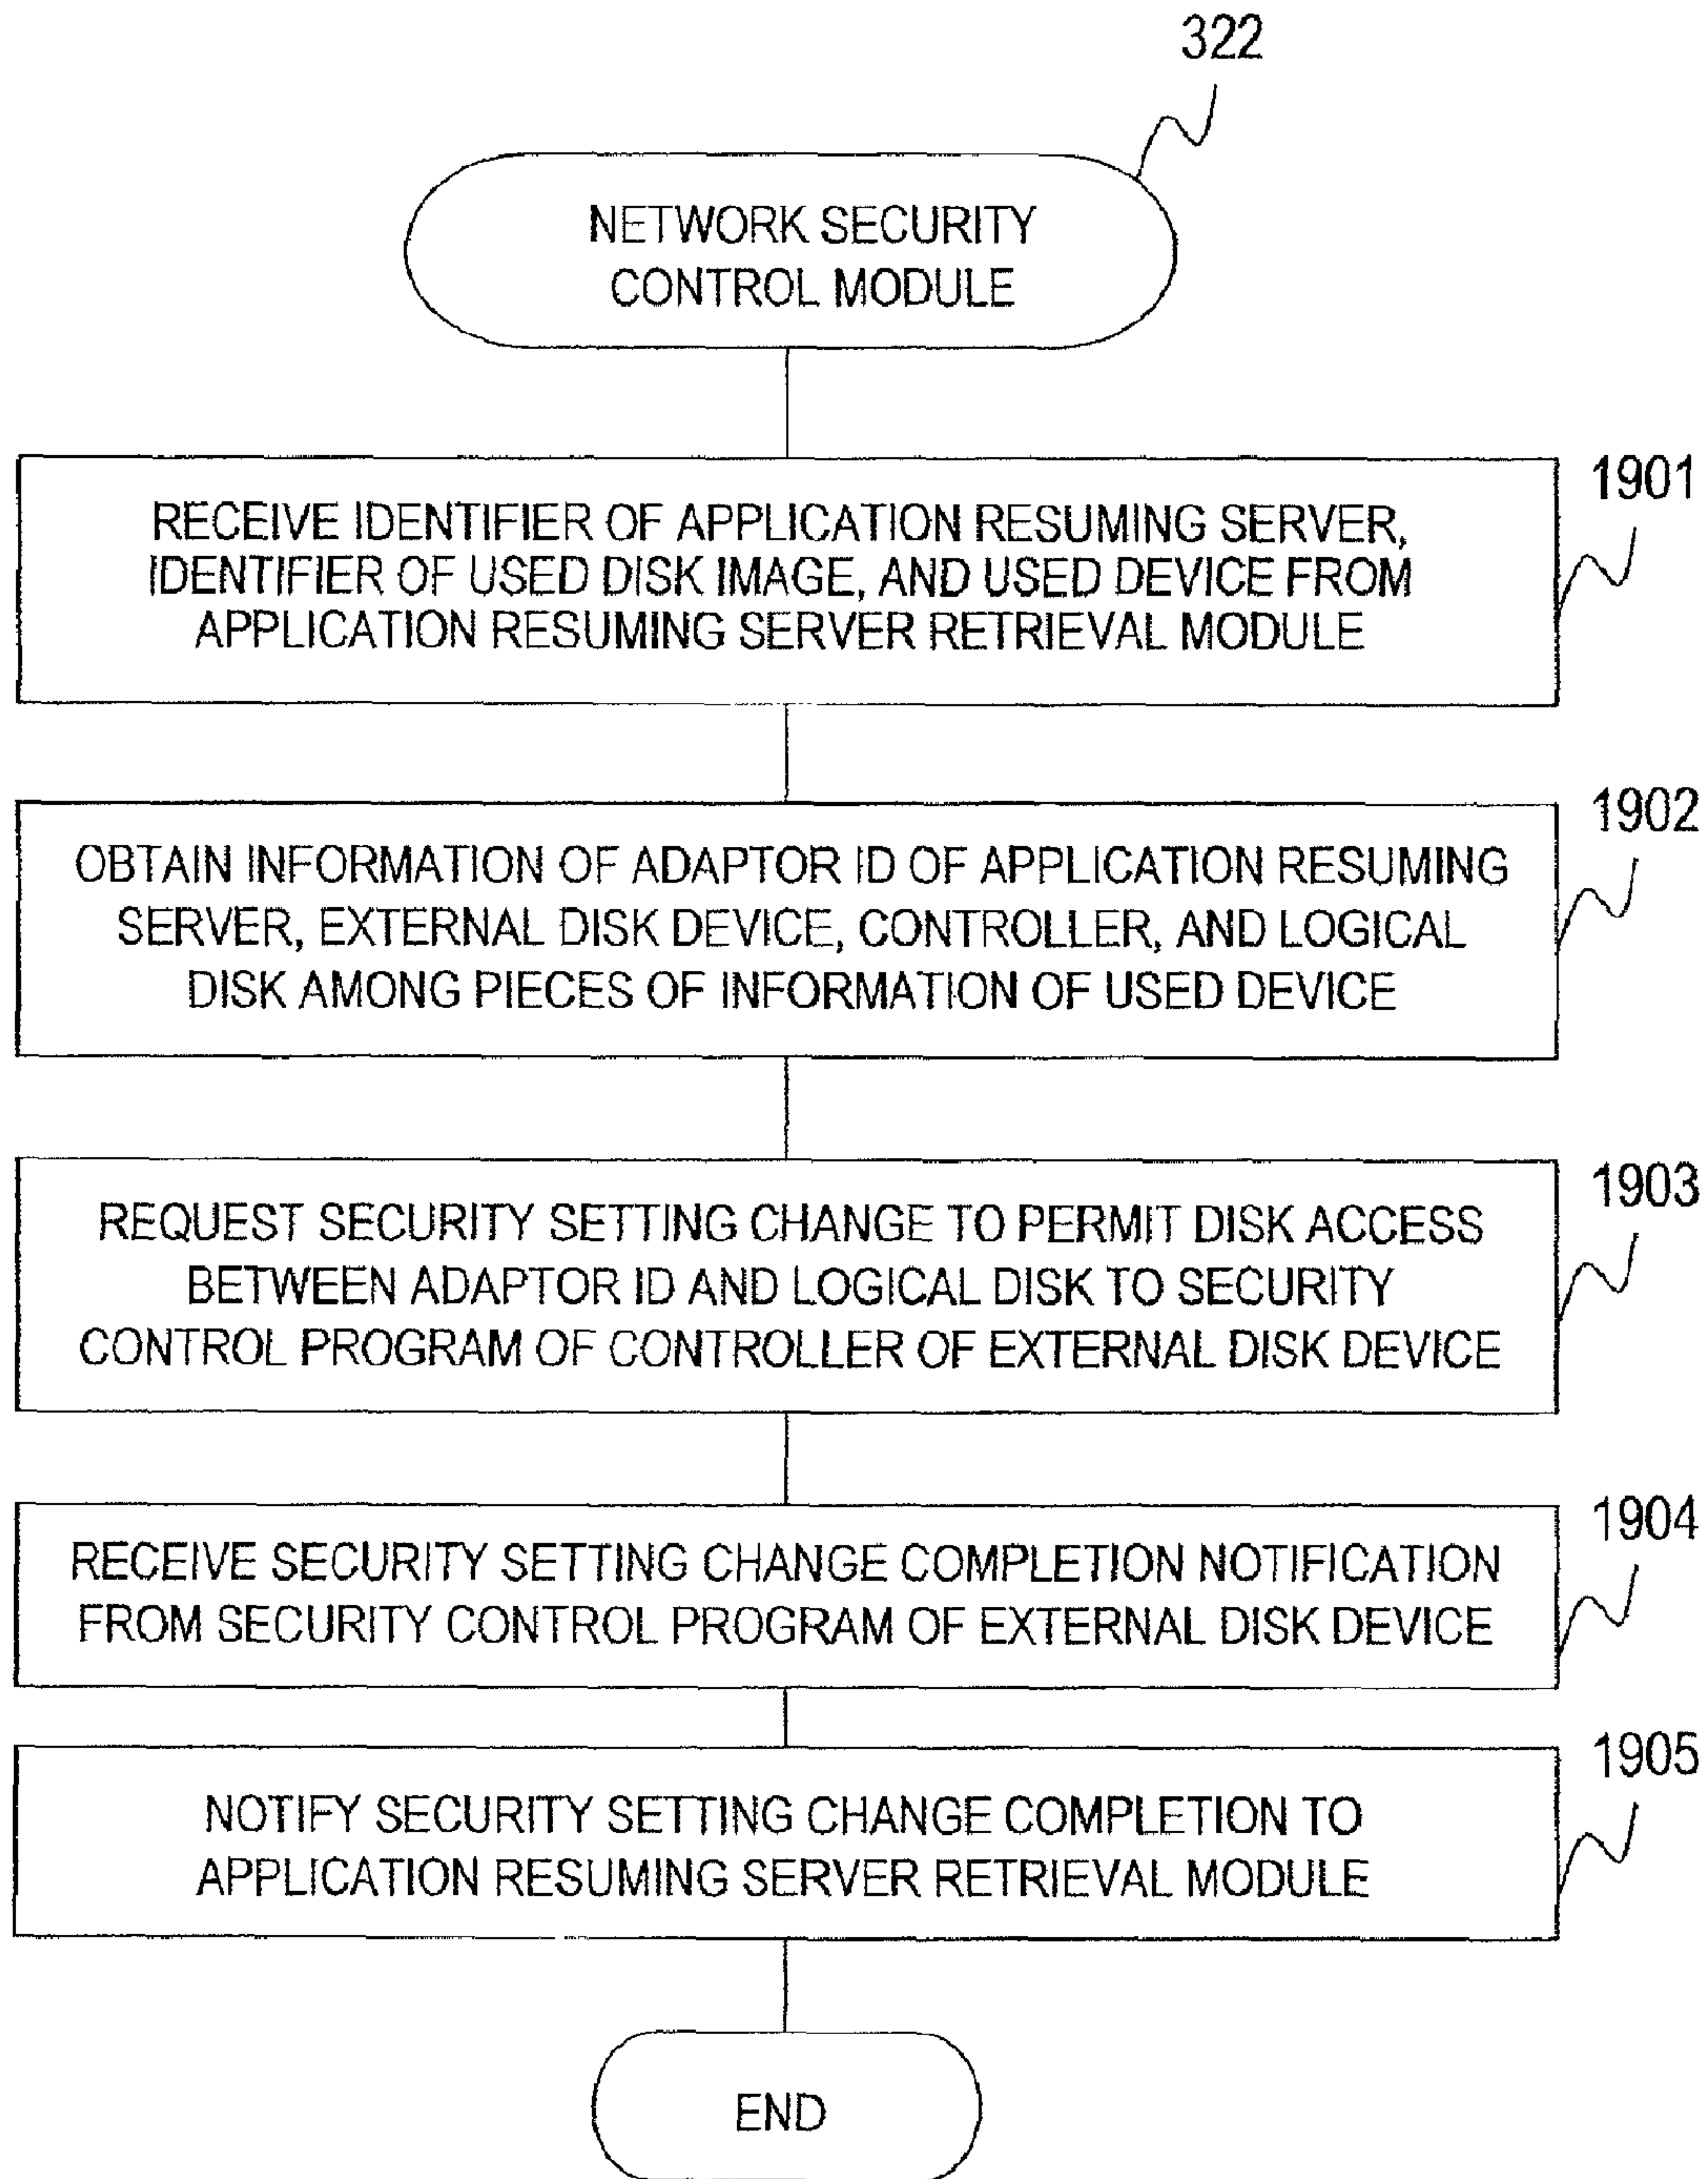 322
NETWORK SECURITY
CONTROL MODULE
1901
RECEIVE IDENTIFIER OF APPLICATION RESUMING SERVER,
IDENTIFIER OF USED DISK IMAGE, AND USED DEVICE FROM
APPLICATION RESUMING SERVER RETRIEVAL MODULE
1902
OBTAIN INFORMATION OF ADAPTOR ID OF APPLICATION RESUMING
SERVER, EXTERNAL DISK DEVICE, CONTROLLER, AND LOGICAL
DISK AMONG PIECES OF INFORMATION OF USED DEVICE
1903
REQUEST SECURITY SETTING CHANGE TO PERMIT DISK ACCESS
BETWEEN ADAPTOR ID AND LOGICAL DISK TO SECURITY
CONTROL PROGRAM OF CONTROLLER OF EXTERNAL DISK DEVICE
1904
RECEIVE SECURITY SETTING CHANGE COMPLETION NOTIFICATION
FROM SECURITY CONTROL PROGRAM OF EXTERNAL DISK DEVICE
1905
NOTIFY SECURITY SETTING CHANGE COMPLETION TO
APPLICATION RESUMING SERVER RETRIEVAL MODULE
END